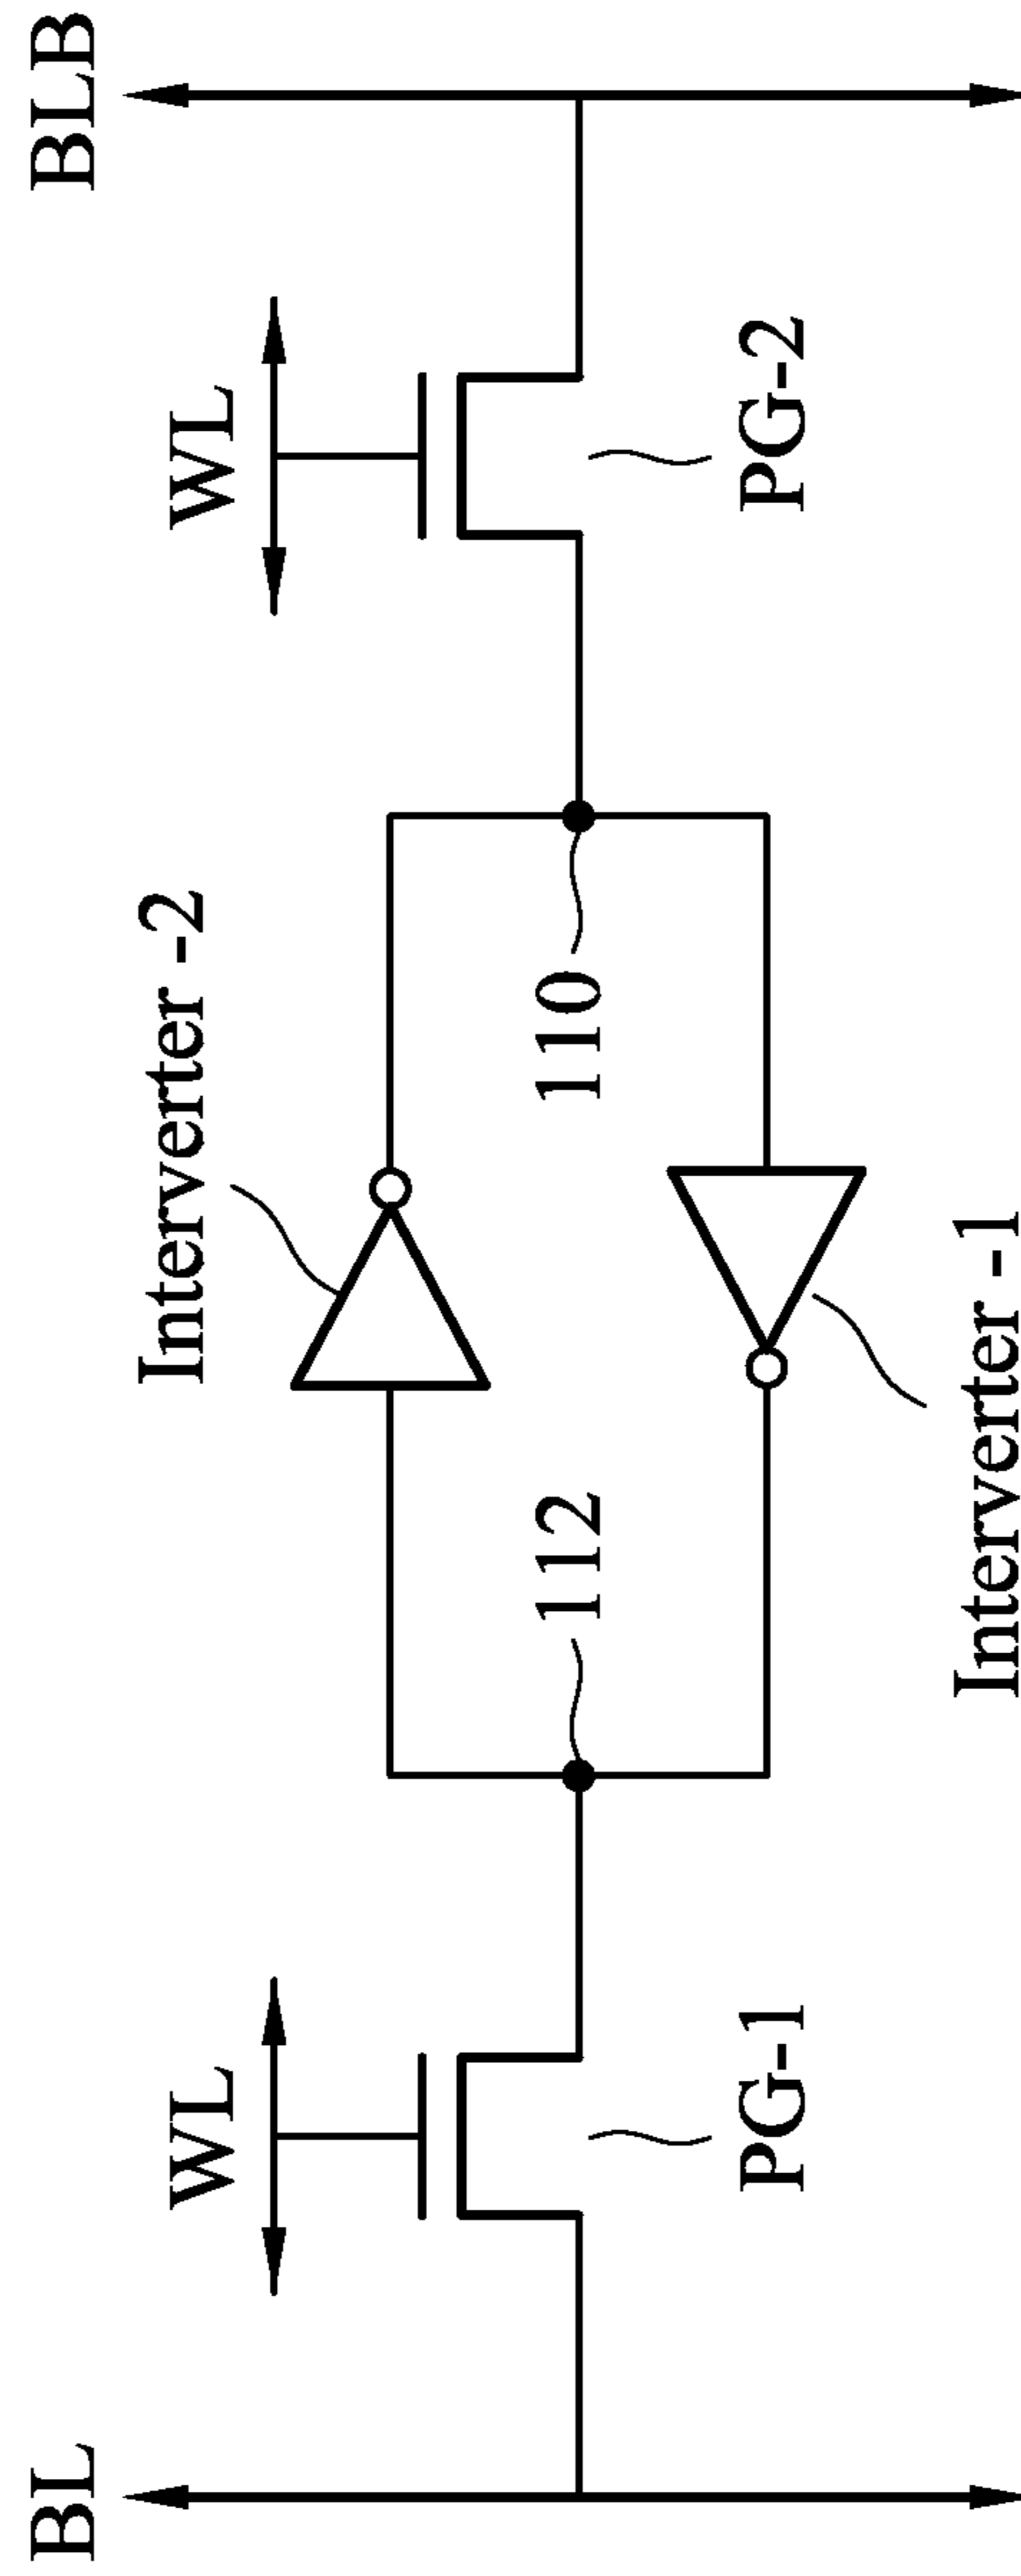 BL
BLB
WL
WL
Interverter -2
112
110
PG-1
PG-2
Interverter -1